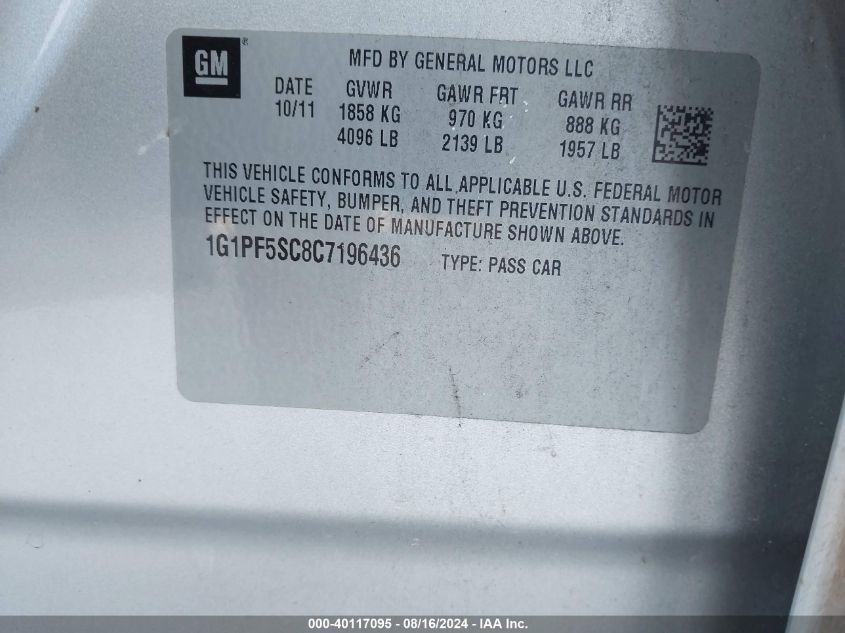 GM ®
MFD BY GENERAL MOTORS LLC
DATE GVWR GAWR FRT GAWR RR
10/11 1858 KG 970 KG 888 KG
4096 LB 2139 LB 1957 LB
THIS VEHICLE CONFORMS TO ALL APPLICABLE U.S. FEDERAL MOTOR
VEHICLE SAFETY, BUMPER, AND THEFT PREVENTION STANDARDS IN
EFFECT ON THE DATE OF MANUFACTURE SHOWN ABOVE.
1G1PF5SC8C7196436 TYPE: PASS CAR
000-40117095 - 08/16/2024 - IAA Inc.